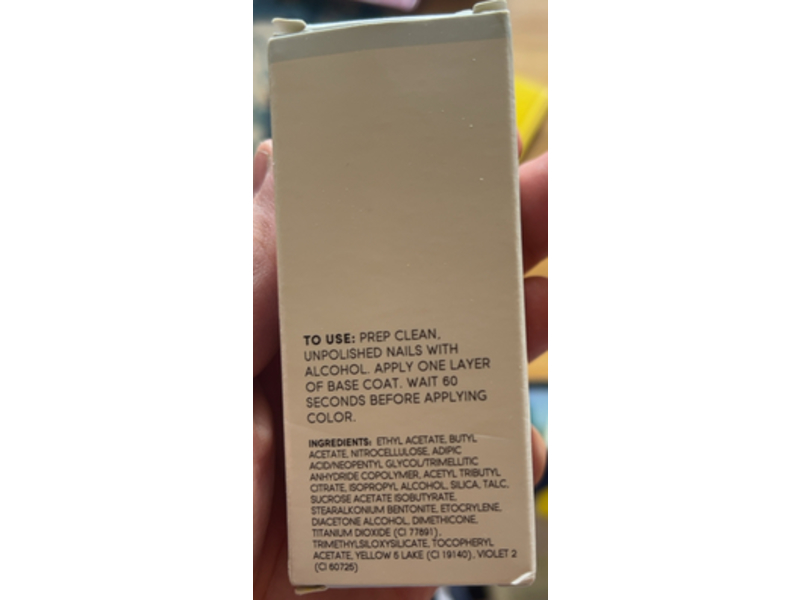 TO USE: PREP CLEAN,
UNPOLISHED NAILS WITH
ALCOHOL. APPLY ONE LAYER
OF BASE COAT. WAIT 60
SECONDS BEFORE APPLYING
COLOR.
INGREDIENTS: ETHYL ACETATE, BUTYL
ACETATE, NITROCELLULOSE, ADIPIC
ACID/NEOPENTYL GLYCOL/TRIMELLITIC
ANHYDRIDE COPOLYMER, ACETYL TRIBUTYL
CITRATE, ISOPROPYL ALCOHOL, SILICA, TALC,
SUCROSE ACETATE ISOBUTYRATE,
STEARALKONIUM BENTONITE, ETOCRYLENE,
DIACETONE ALCOHOL, DIMETHICONE,
TITANIUM DIOXIDE (CI 77891),
TRIMETHYLSILOXYSILICATE, TOCOPHERYL
ACETATE, YELLOW 5 LAKE (CI 19140), VIOLET 2
(CI 60725)